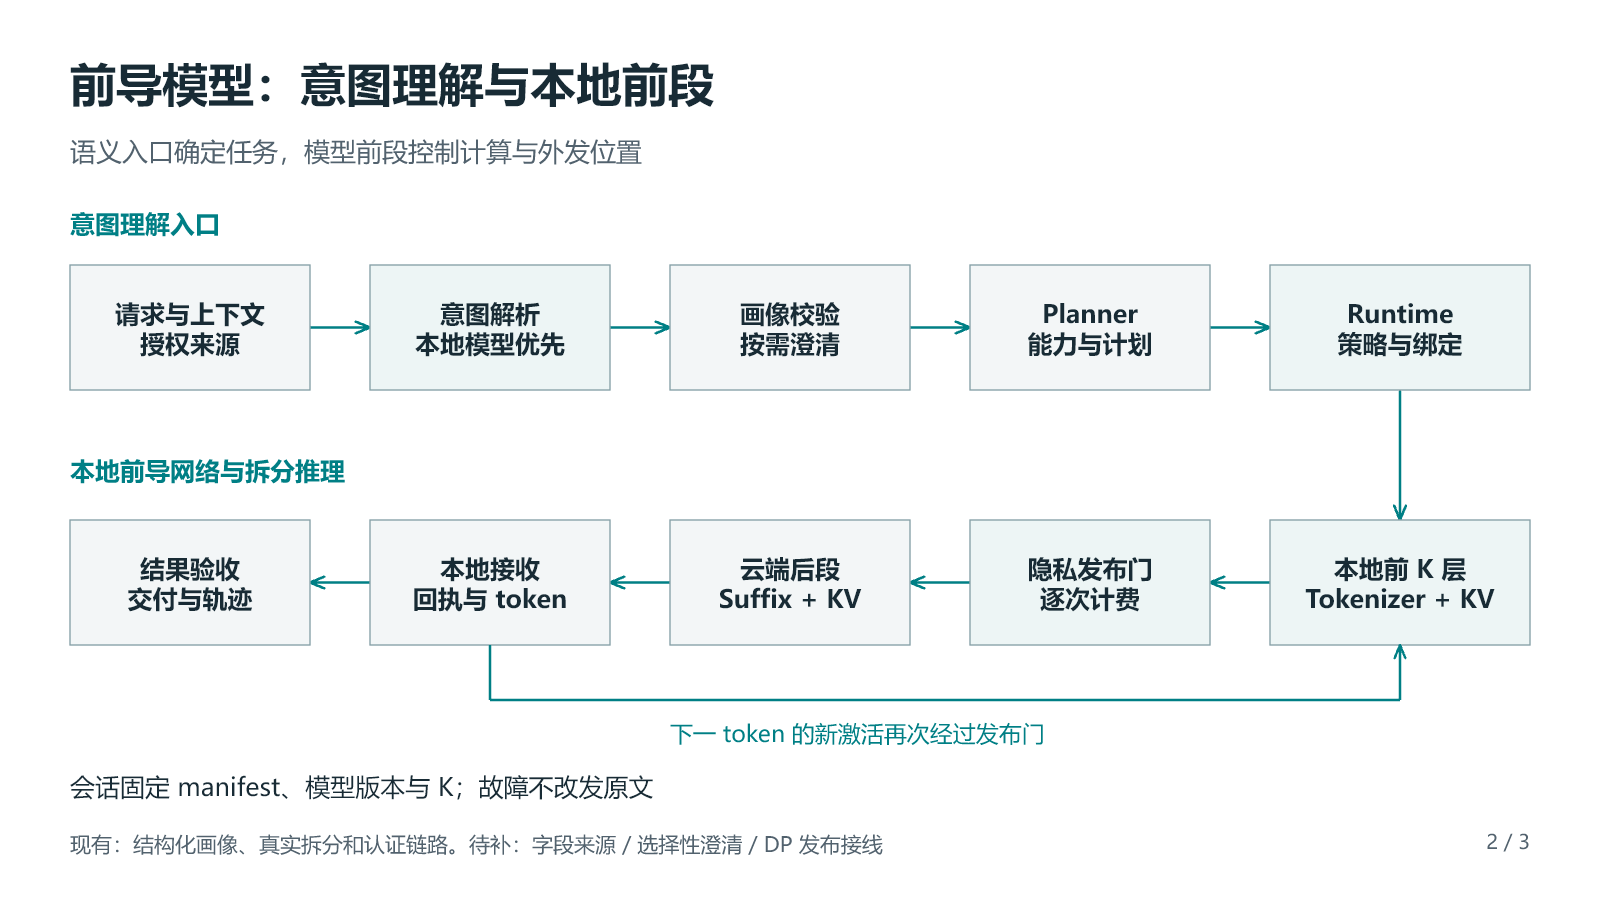 前导模型：意图理解与本地前段
语义入口确定任务，模型前段控制计算与外发位置
意图理解入口
请求与上下文
授权来源
意图解析
本地模型优先
画像校验
按需澄清
Planner
能力与计划
Runtime
策略与绑定
本地前导网络与拆分推理
结果验收
交付与轨迹
本地接收
回执与 token
云端后段
Suffix + KV
隐私发布门
逐次计费
本地前 K 层
Tokenizer + KV
下一 token 的新激活再次经过发布门
会话固定 manifest、模型版本与 K；故障不改发原文
现有：结构化画像、真实拆分和认证链路。待补：字段来源 / 选择性澄清 / DP 发布接线
2 / 3